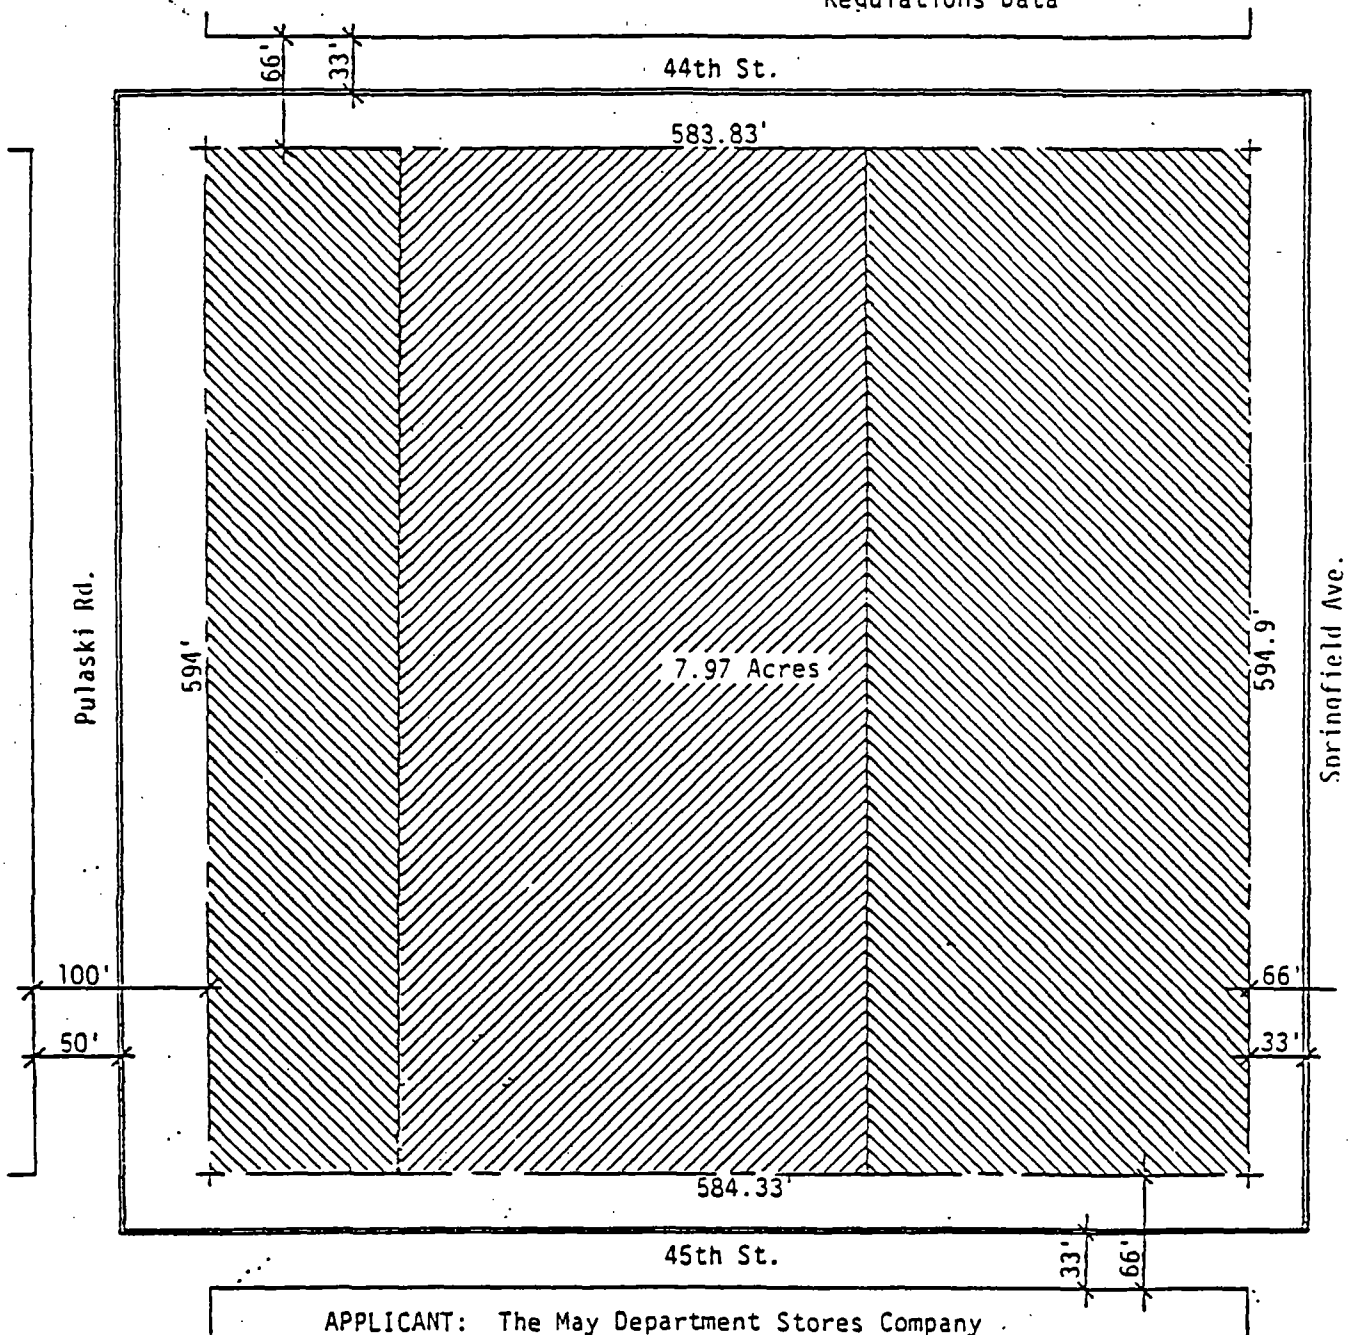 Regulations Data
66'
33'
44th St.
583.83'
Pulaski Rd.
594'
7.97 Acres
594.9'
Springfield Ave.
100'
66'
50'
33'
584.33'
45th St.
33'
66'
APPLICANT: The May Department Stores Company